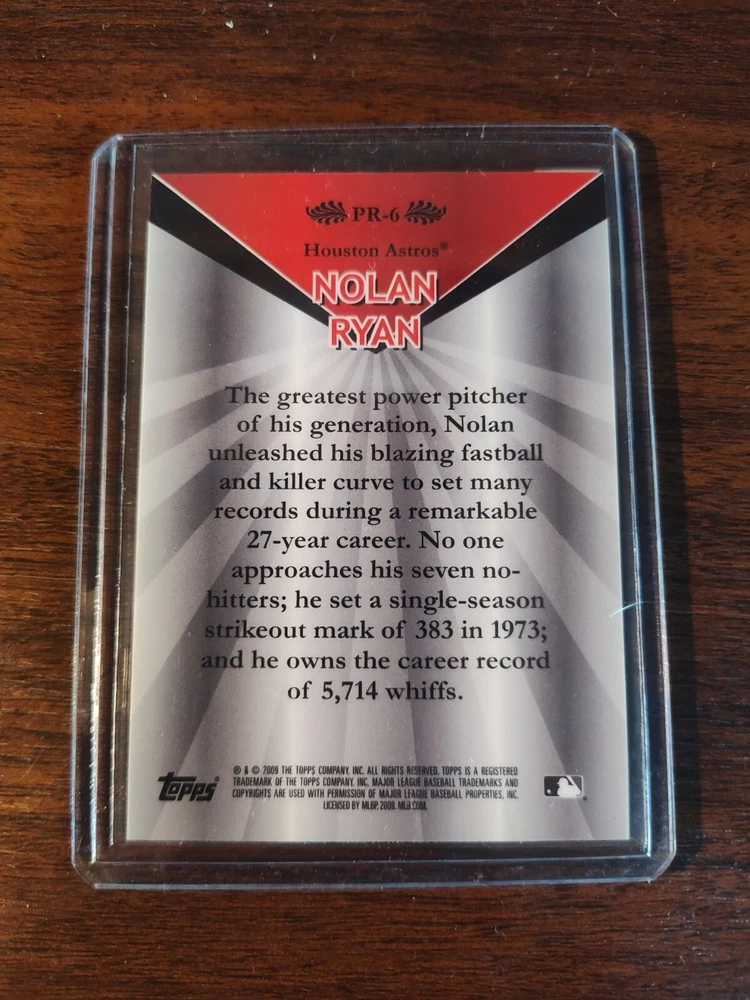 PR-6
Houston Astros®
NOLAN
RYAN
The greatest power pitcher
of his generation, Nolan
unleashed his blazing fastball
and killer curve to set many
records during a remarkable
27-year career. No one
approaches his seven no-
hitters; he set a single-season
strikeout mark of 383 in 1973;
and he owns the career record
of 5,714 whiffs.
Topps®
® & © 2009 THE TOPPS COMPANY, INC. ALL RIGHTS RESERVED. TOPPS IS A REGISTERED
TRADEMARK OF THE TOPPS COMPANY, INC. MAJOR LEAGUE BASEBALL TRADEMARKS AND
COPYRIGHTS ARE USED WITH PERMISSION OF MAJOR LEAGUE BASEBALL PROPERTIES, INC.
LICENSED BY MLBP, 2009. MLB.COM.